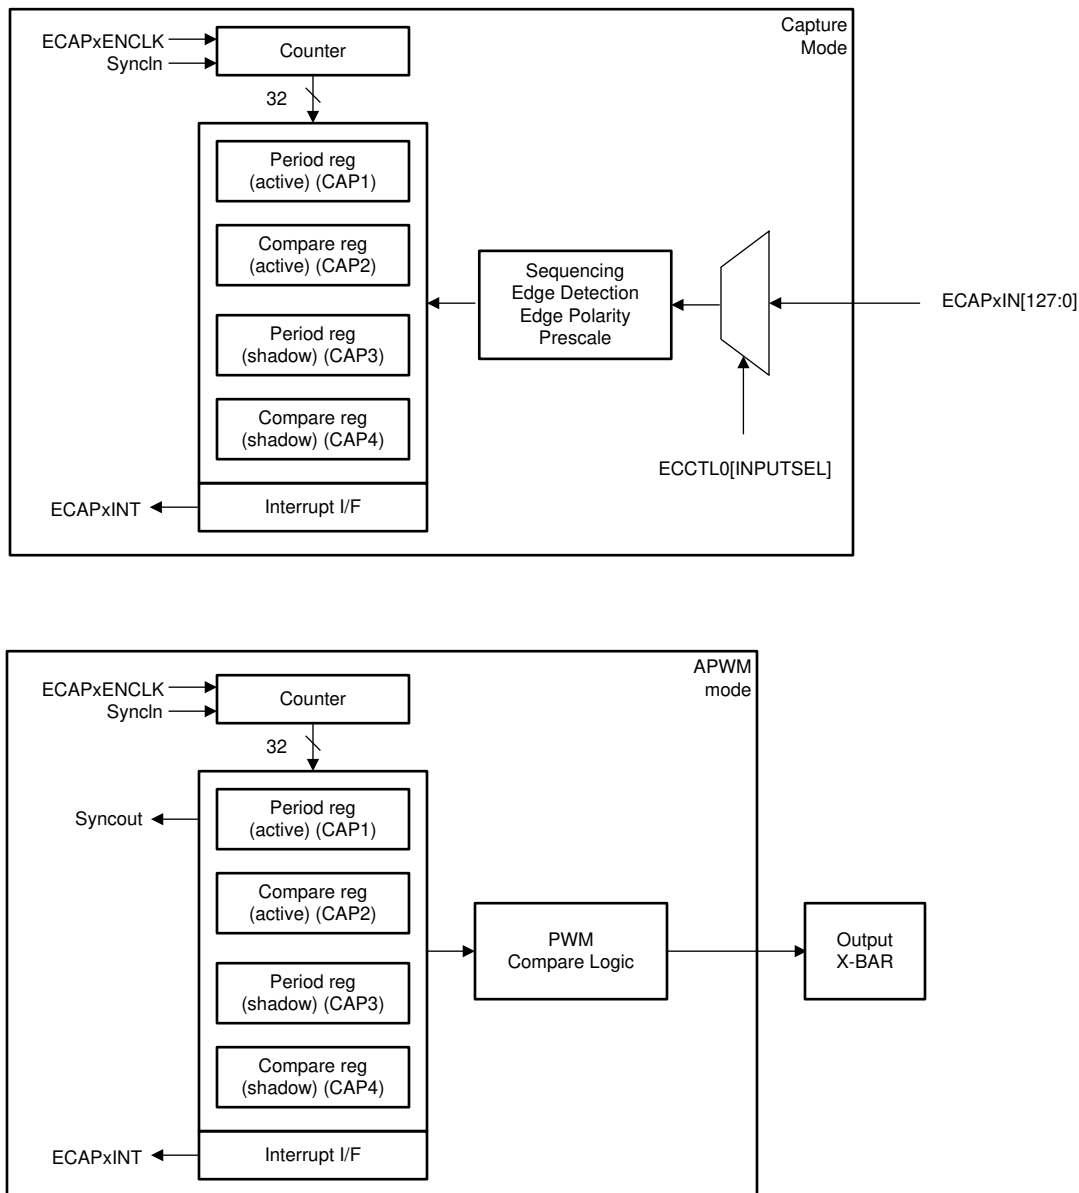 Capture
Mode
ECAPxENCLK
SyncIn
Counter
32
Period reg
(active) (CAP1)
Compare reg
(active) (CAP2)
Period reg
(shadow) (CAP3)
Compare reg
(shadow) (CAP4)
Sequencing
Edge Detection
Edge Polarity
Prescale
ECAPxIN[127:0]
ECCTL0[INPUTSEL]
ECAPxINT
Interrupt I/F
APWM
mode
ECAPxENCLK
SyncIn
Counter
32
Syncout
Period reg
(active) (CAP1)
Compare reg
(active) (CAP2)
Period reg
(shadow) (CAP3)
Compare reg
(shadow) (CAP4)
PWM
Compare Logic
Output
X-BAR
ECAPxINT
Interrupt I/F